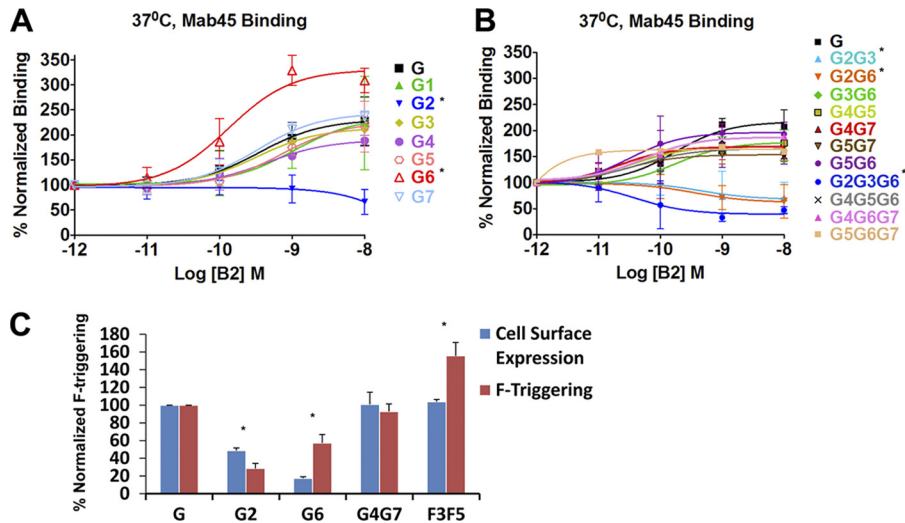 A
37⁰C, Mab45 Binding
% Normalized Binding
350
300
250
200
150
100
50
0
-12 -11 -10 -9 -8
Log [B2] M
G
G1
G2 *
G3
G4
G5
G6 *
G7
B
37⁰C, Mab45 Binding
% Normalized Binding
350
300
250
200
150
100
50
0
-12 -11 -10 -9 -8
Log [B2] M
G
G2G3 *
G2G6 *
G3G6
G4G5
G4G7
G5G7
G5G6
G2G3G6 *
G4G5G6
G4G6G7
G5G6G7
C
% Normalized F-triggering
180
160
140
120
100
80
60
40
20
0
* * *
G G2 G6 G4G7 F3F5
Cell Surface
Expression
F-Triggering